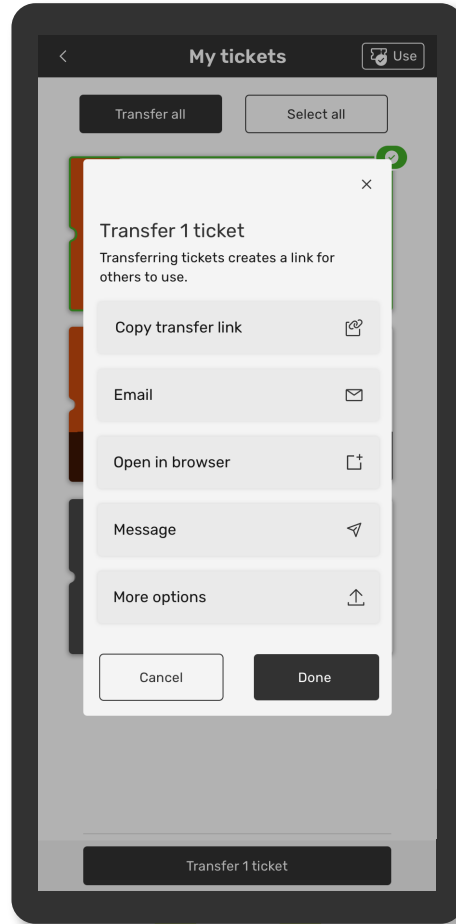 My tickets
Use
Transfer all
Select all
Transfer 1 ticket
Transferring tickets creates a link for
others to use.
Copy transfer link
Email
Open in browser
Message
More options
Cancel
Done
Transfer 1 ticket